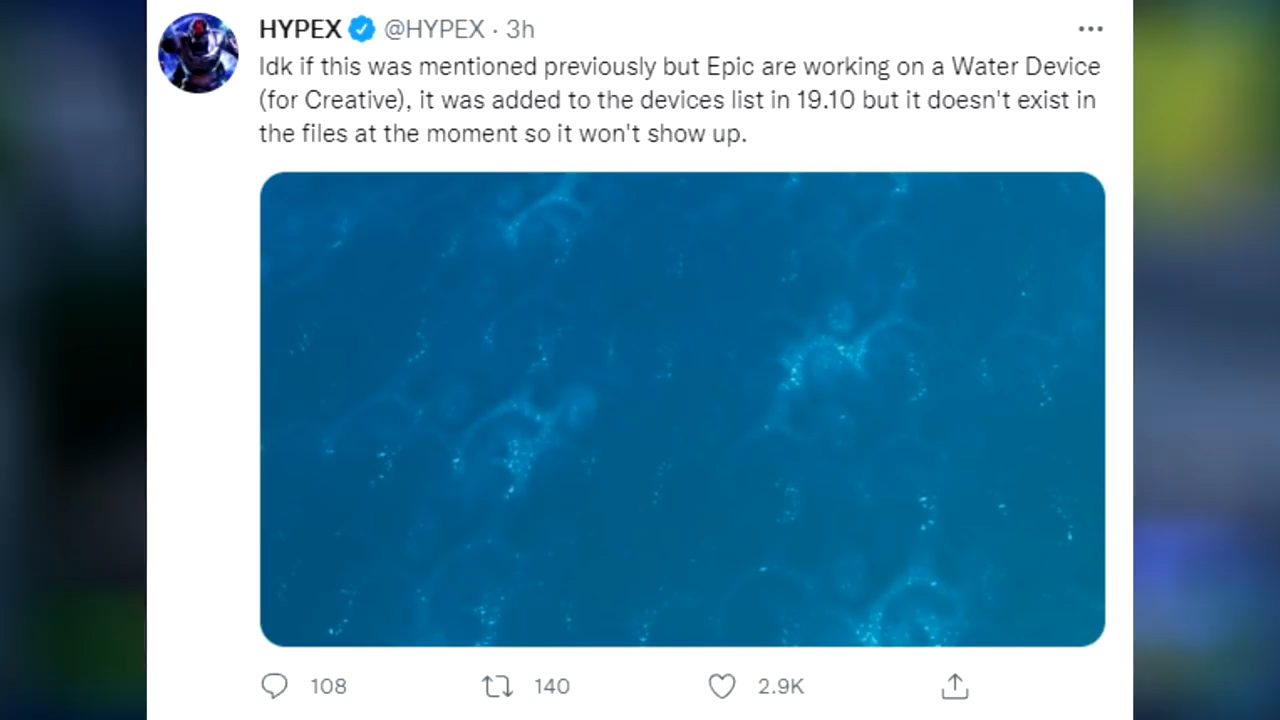 HYPEX @HYPEX · 3h
Idk if this was mentioned previously but Epic are working on a Water Device
(for Creative), it was added to the devices list in 19.10 but it doesn't exist in
the files at the moment so it won't show up.
108 140 2.9K